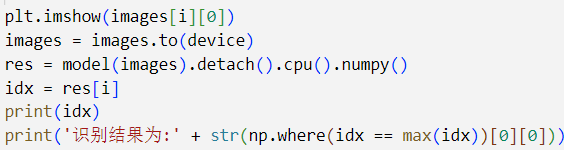 plt.imshow(images[i][0])
images = images.to(device)
res = model(images).detach().cpu().numpy()
idx = res[i]
print(idx)
print('识别结果为:' + str(np.where(idx == max(idx))[0][0]))